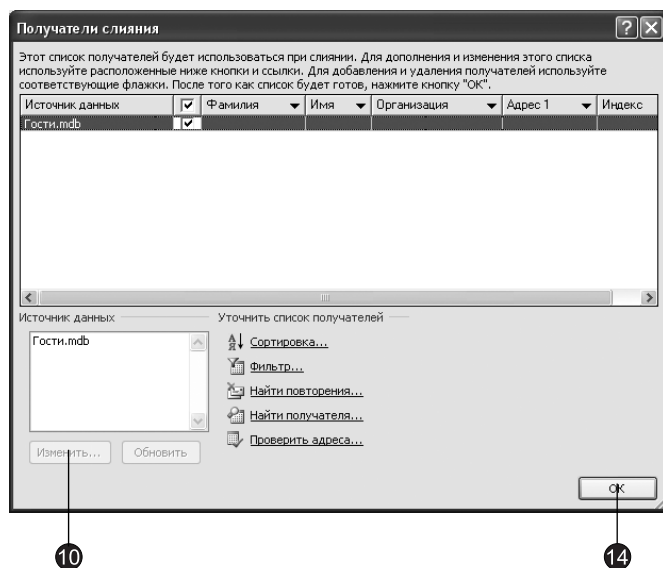 Получатели слияния
Этот список получателей будет использоваться при слиянии. Для дополнения и изменения этого списка
используйте расположенные ниже кнопки и ссылки. Для добавления и удаления получателей используйте
соответствующие флажки. После того как список будет готов, нажмите кнопку "ОК".
Источник данных Фамилия Имя Организация Адрес 1 Индекс
Гости.mdb
Источник данных Уточнить список получателей
Гости.mdb
Сортировка...
Фильтр...
Найти повторения...
Найти получателя...
Проверить адреса...
Изменить... Обновить
ОК
10 14